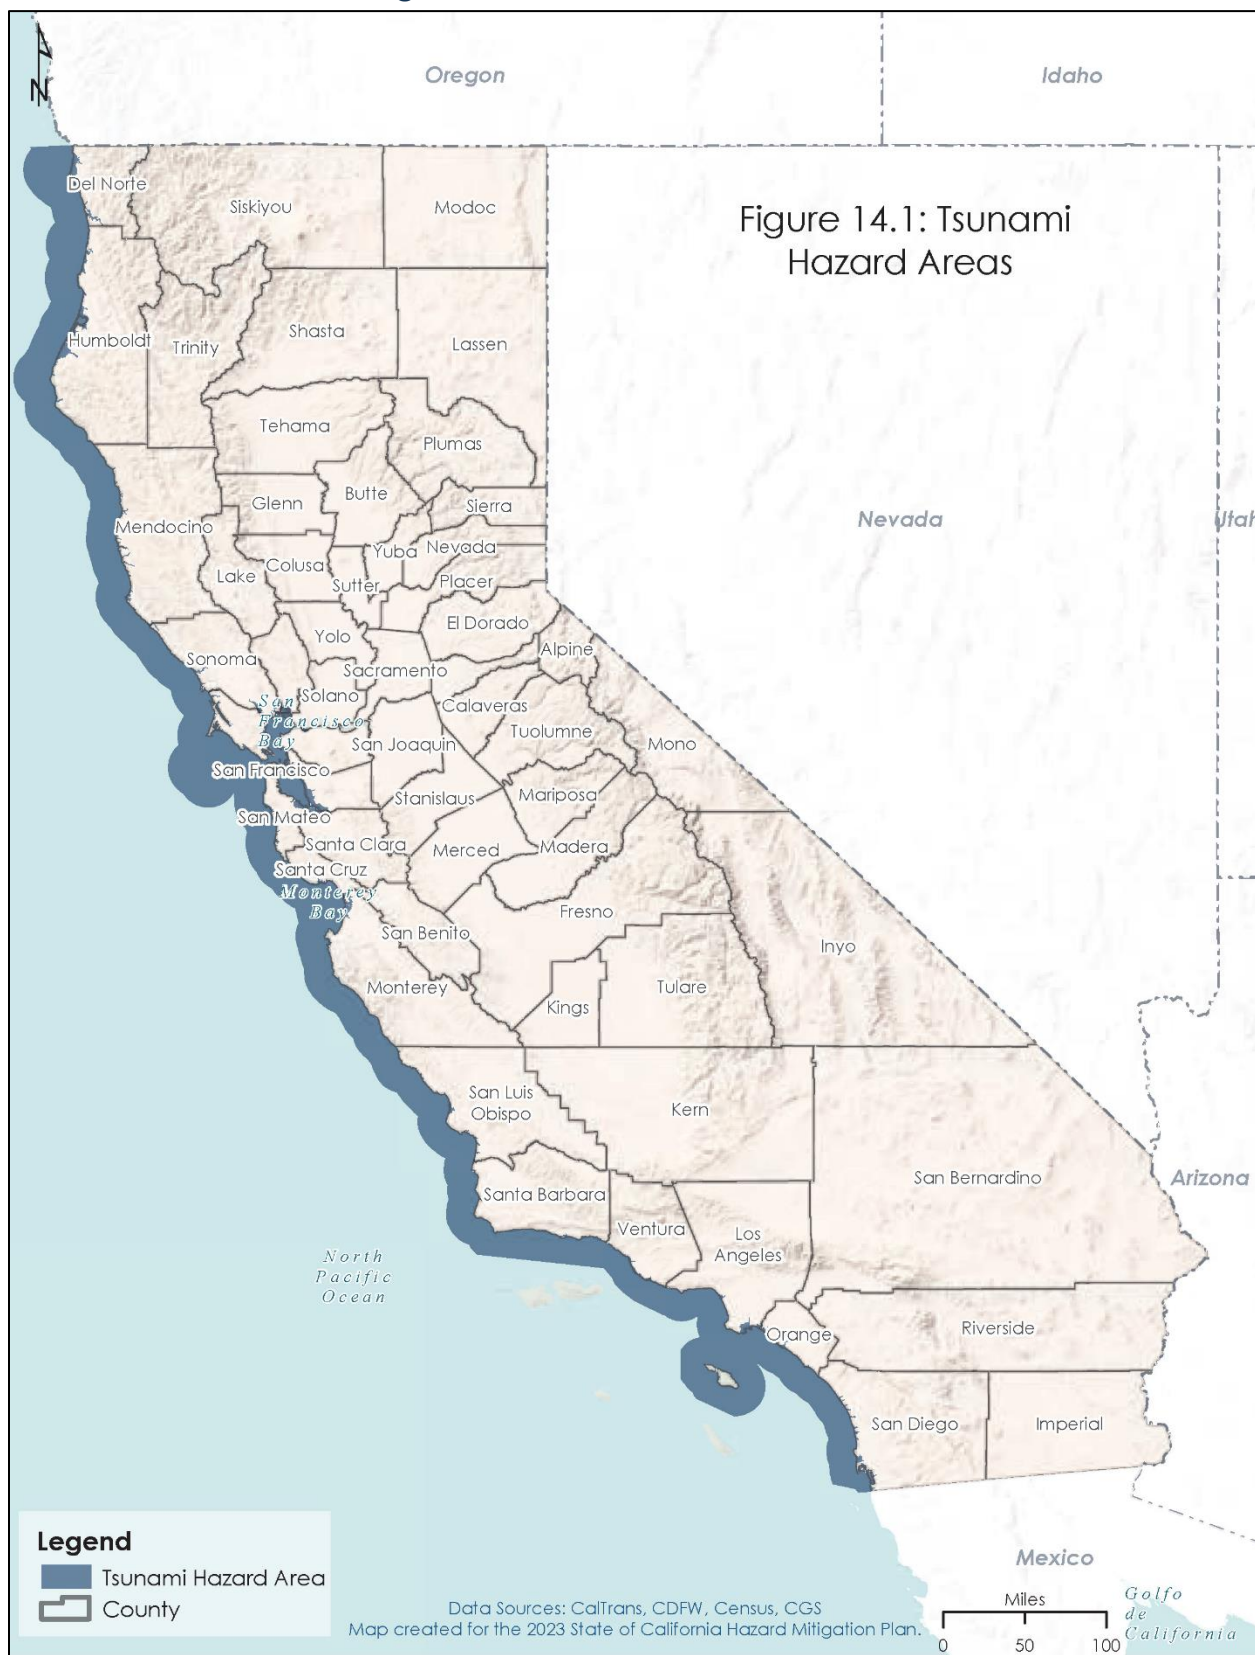 N
Oregon
Idaho
Figure 14.1: Tsunami
Hazard Areas
Del Norte
Siskiyou
Modoc
Humboldt
Trinity
Shasta
Lassen
Tehama
Plumas
Glenn
Butte
Sierra
Mendocino
Nevada
Utah
Lake
Colusa
Sutter
Yuba
Nevada
Placer
El Dorado
Yolo
Alpine
Sonoma
Sacramento
Solano
San
Francisco
Bay
Calaveras
Tuolumne
Mono
San Joaquin
San Francisco
Stanislaus
Mariposa
San Mateo
Santa Clara
Merced
Madera
Santa Cruz
Monterey
Bay
Fresno
San Benito
Inyo
Monterey
Kings
Tulare
San Luis
Obispo
Kern
San Bernardino
Arizona
Santa Barbara
Ventura
Los
Angeles
North
Pacific
Ocean
Orange
Riverside
San Diego
Imperial
Legend
Tsunami Hazard Area
County
Mexico
Golfo
de
California
Data Sources: CalTrans, CDFW, Census, CGS
Map created for the 2023 State of California Hazard Mitigation Plan.
Miles
0 50 100